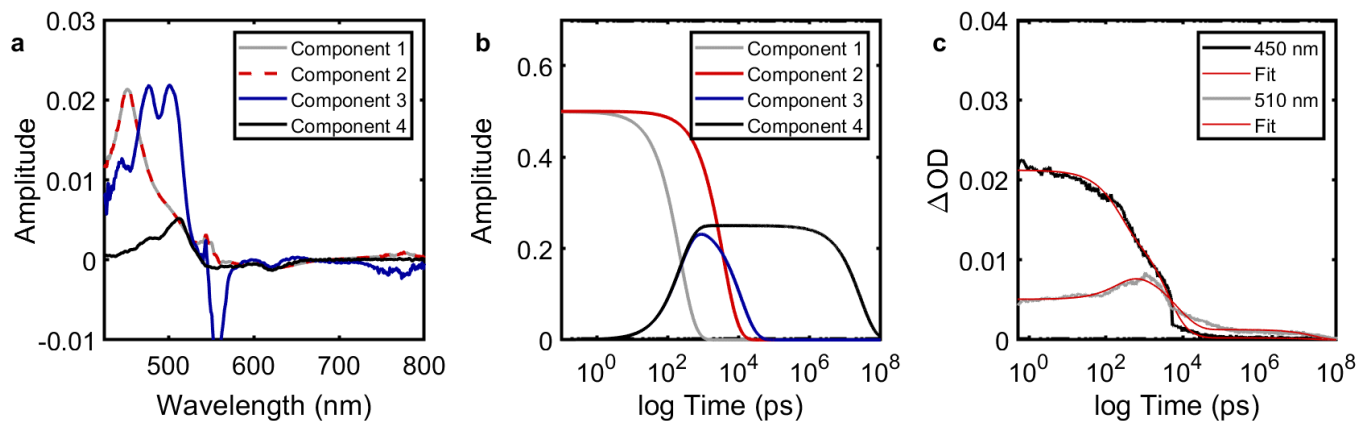 a
0.03
0.02
0.01
0
-0.01
Amplitude
500
600
700
800
Wavelength (nm)
Component 1
Component 2
Component 3
Component 4
b
0.6
0.4
0.2
0
Amplitude
10^0
10^2
10^4
10^6
10^8
log Time (ps)
Component 1
Component 2
Component 3
Component 4
c
0.04
0.03
0.02
0.01
0
ΔOD
10^0
10^2
10^4
10^6
10^8
log Time (ps)
450 nm
Fit
510 nm
Fit